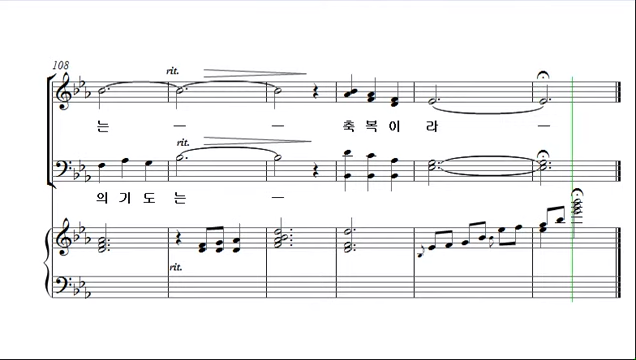 108
rit.
는 – – 축 복 이 라 –
rit.
의 기 도 는 –
rit.